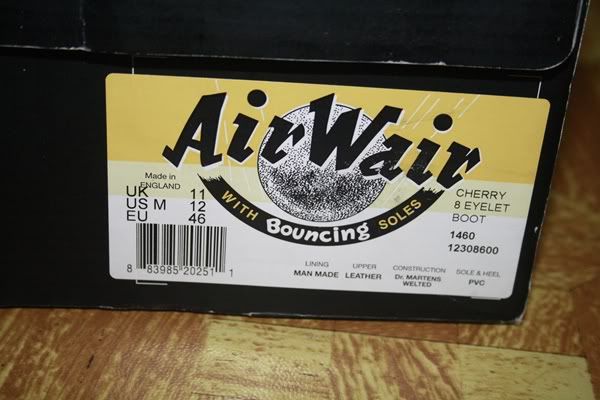 AirWair
WITH Bouncing SOLES
Made in
ENGLAND
UK 11
US M 12
EU 46
8 83985 20251 1
CHERRY
8 EYELET
BOOT
1460
12308600
LINING
MAN MADE
UPPER
LEATHER
CONSTRUCTION
Dr. MARTENS
WELTED
SOLE & HEEL
PVC